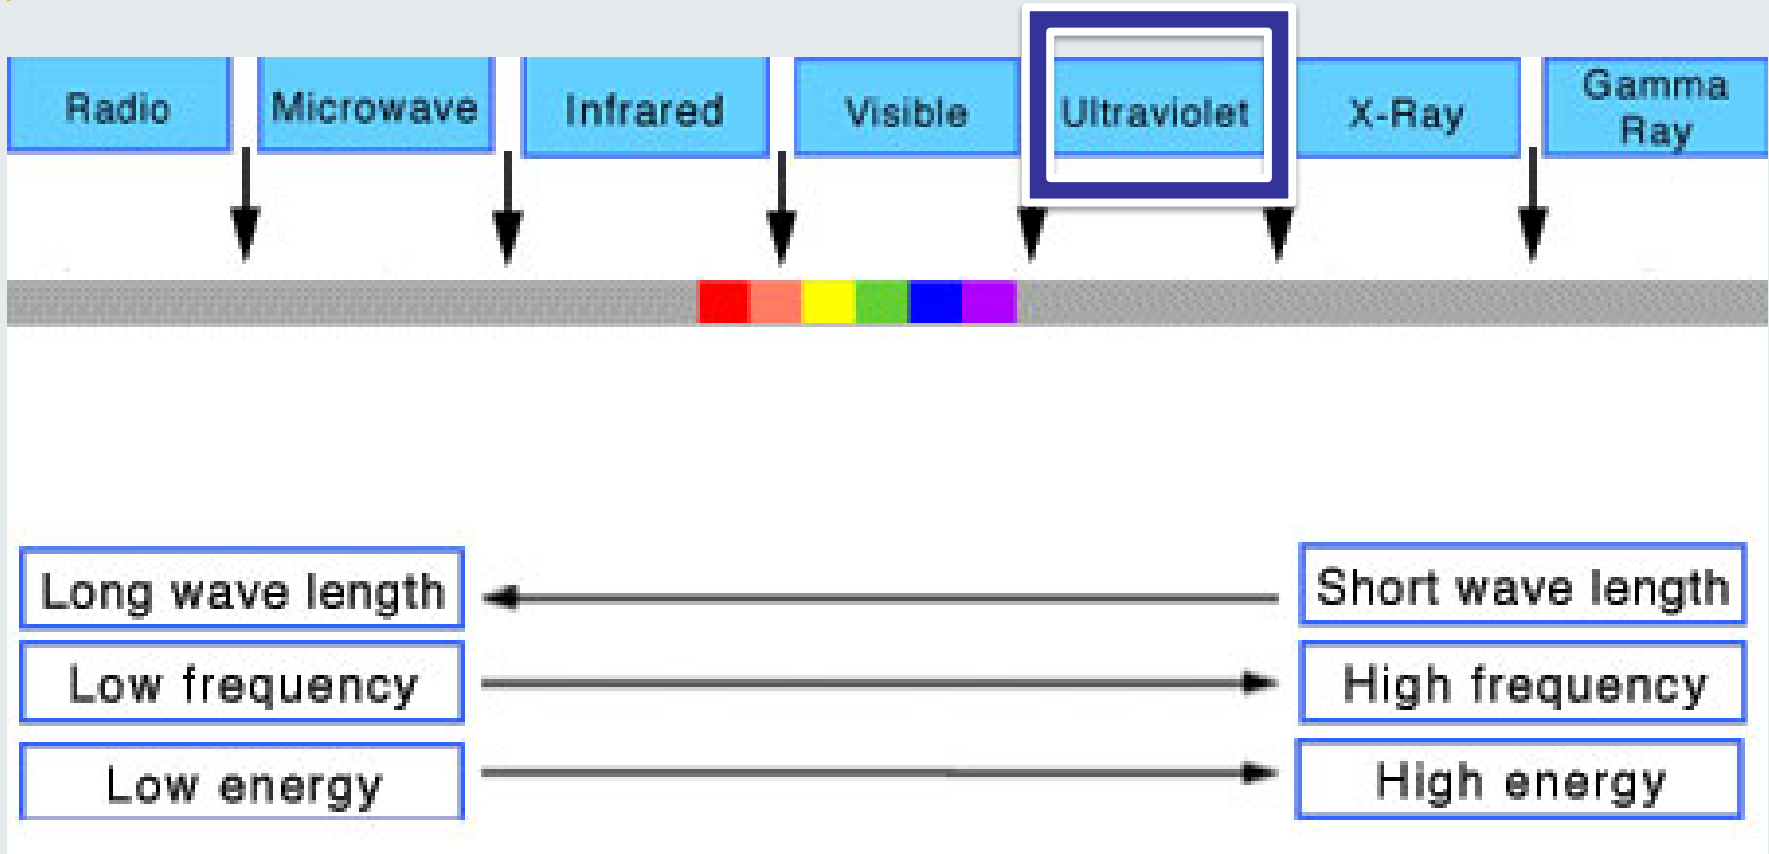 Radio
Microwave
Infrared
Visible
Ultraviolet
X-Ray
Gamma
Ray
Long wave length
Short wave length
Low frequency
High frequency
Low energy
High energy